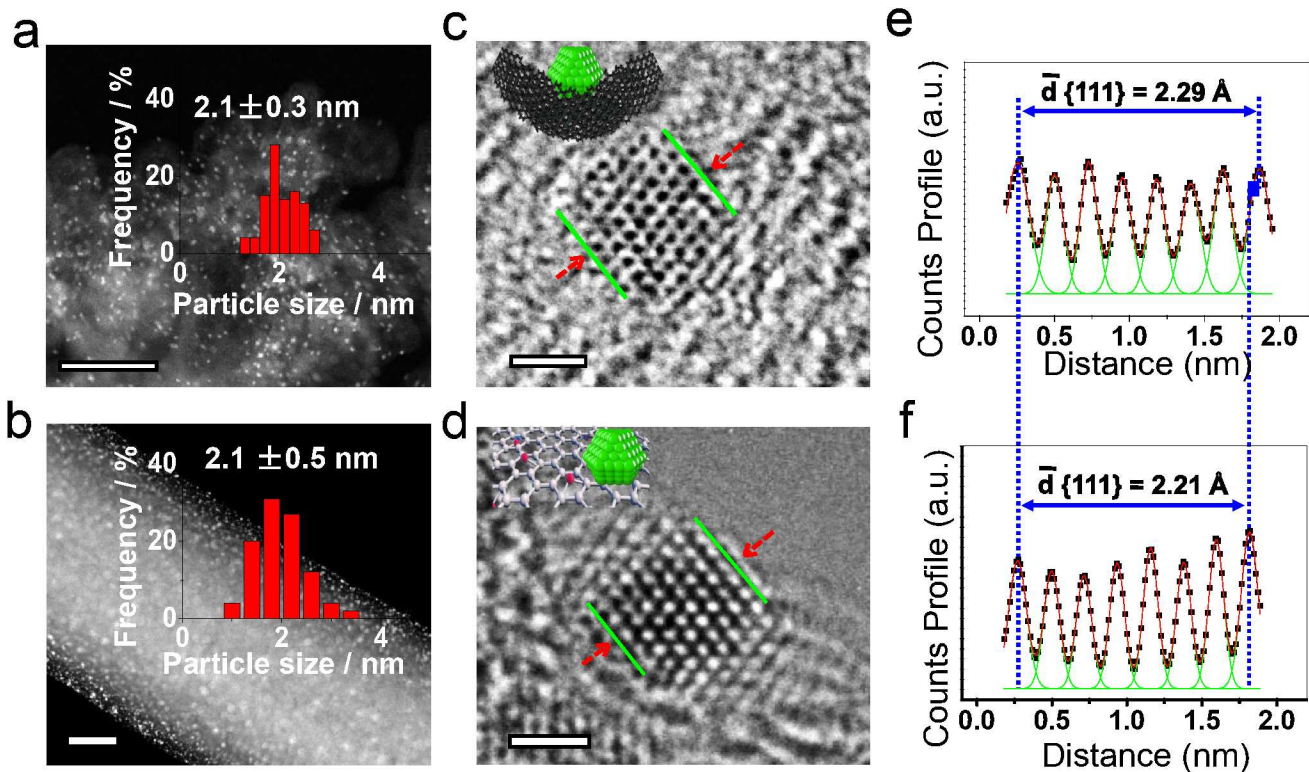 a
Frequency / %
40
20
0
2.1±0.3 nm
0 2 4
Particle size / nm
b
Frequency / %
40
20
0
2.1 ±0.5 nm
0 2 4
Particle size / nm
c
d
e
Counts Profile (a.u.)
d̄ {111} = 2.29 Å
0.0 0.5 1.0 1.5 2.0
Distance (nm)
f
Counts Profile (a.u.)
d̄ {111} = 2.21 Å
0.0 0.5 1.0 1.5 2.0
Distance (nm)